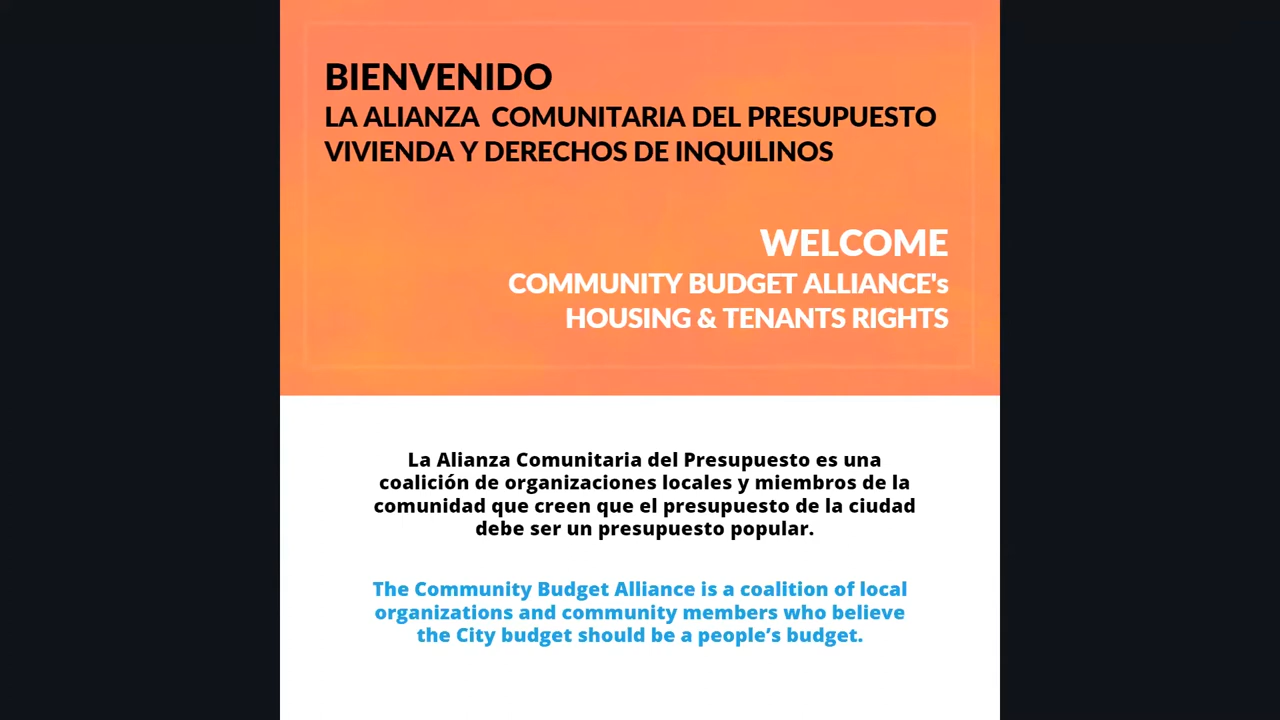 BIENVENIDO
LA ALIANZA COMUNITARIA DEL PRESUPUESTO
VIVIENDA Y DERECHOS DE INQUILINOS
WELCOME
COMMUNITY BUDGET ALLIANCE's
HOUSING & TENANTS RIGHTS
La Alianza Comunitaria del Presupuesto es una
coalición de organizaciones locales y miembros de la
comunidad que creen que el presupuesto de la ciudad
debe ser un presupuesto popular.
The Community Budget Alliance is a coalition of local
organizations and community members who believe
the City budget should be a people’s budget.